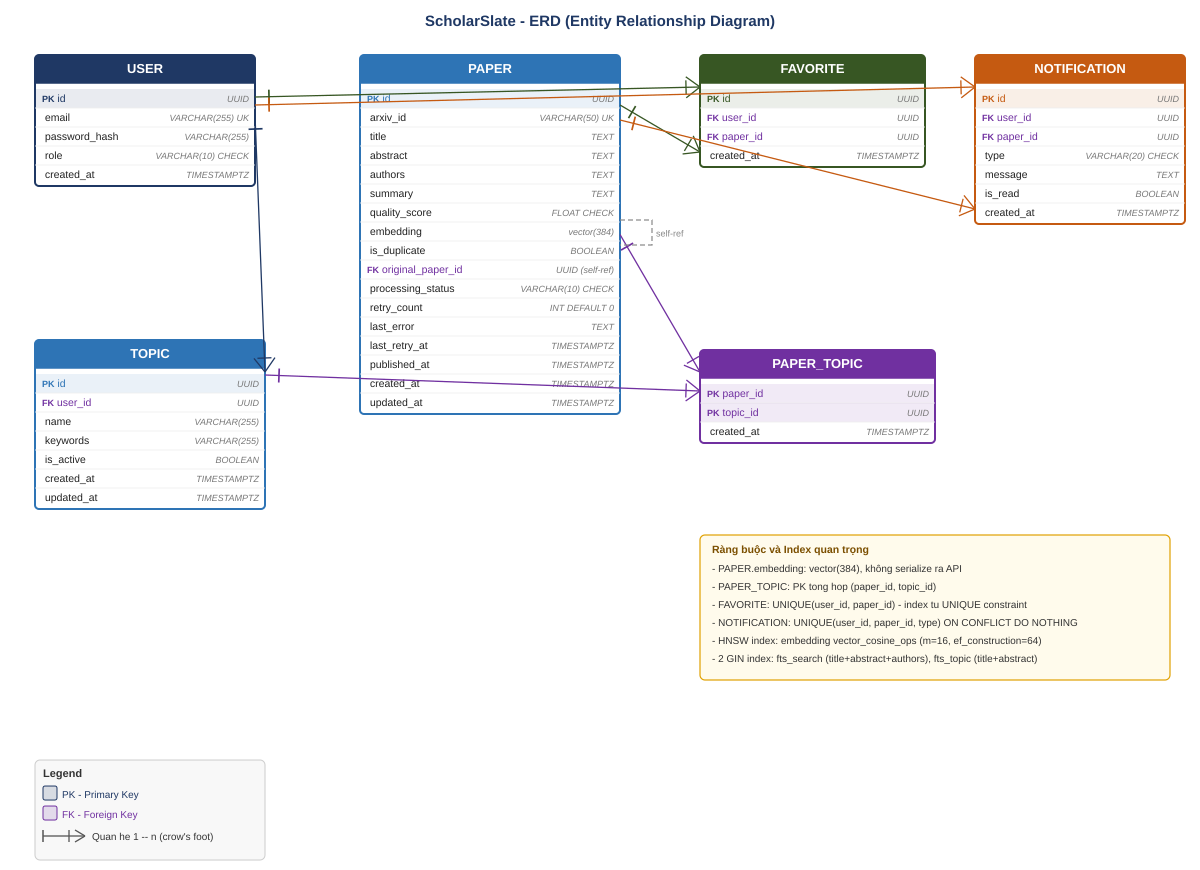 ScholarSlate - ERD (Entity Relationship Diagram)
USER
PK id UUID
email VARCHAR(255) UK
password_hash VARCHAR(255)
role VARCHAR(10) CHECK
created_at TIMESTAMPTZ
PAPER
PK id UUID
arxiv_id VARCHAR(50) UK
title TEXT
abstract TEXT
authors TEXT
summary TEXT
quality_score FLOAT CHECK
embedding vector(384)
is_duplicate BOOLEAN
FK original_paper_id UUID (self-ref)
processing_status VARCHAR(10) CHECK
retry_count INT DEFAULT 0
last_error TEXT
last_retry_at TIMESTAMPTZ
published_at TIMESTAMPTZ
created_at TIMESTAMPTZ
updated_at TIMESTAMPTZ
self-ref
FAVORITE
PK id UUID
FK user_id UUID
FK paper_id UUID
created_at TIMESTAMPTZ
NOTIFICATION
PK id UUID
FK user_id UUID
FK paper_id UUID
type VARCHAR(20) CHECK
message TEXT
is_read BOOLEAN
created_at TIMESTAMPTZ
TOPIC
PK id UUID
FK user_id UUID
name VARCHAR(255)
keywords VARCHAR(255)
is_active BOOLEAN
created_at TIMESTAMPTZ
updated_at TIMESTAMPTZ
PAPER_TOPIC
PK paper_id UUID
PK topic_id UUID
created_at TIMESTAMPTZ
Ràng buộc và Index quan trọng
- PAPER.embedding: vector(384), không serialize ra API
- PAPER_TOPIC: PK tong hop (paper_id, topic_id)
- FAVORITE: UNIQUE(user_id, paper_id) - index tu UNIQUE constraint
- NOTIFICATION: UNIQUE(user_id, paper_id, type) ON CONFLICT DO NOTHING
- HNSW index: embedding vector_cosine_ops (m=16, ef_construction=64)
- 2 GIN index: fts_search (title+abstract+authors), fts_topic (title+abstract)
Legend
PK - Primary Key
FK - Foreign Key
Quan he 1 -- n (crow's foot)